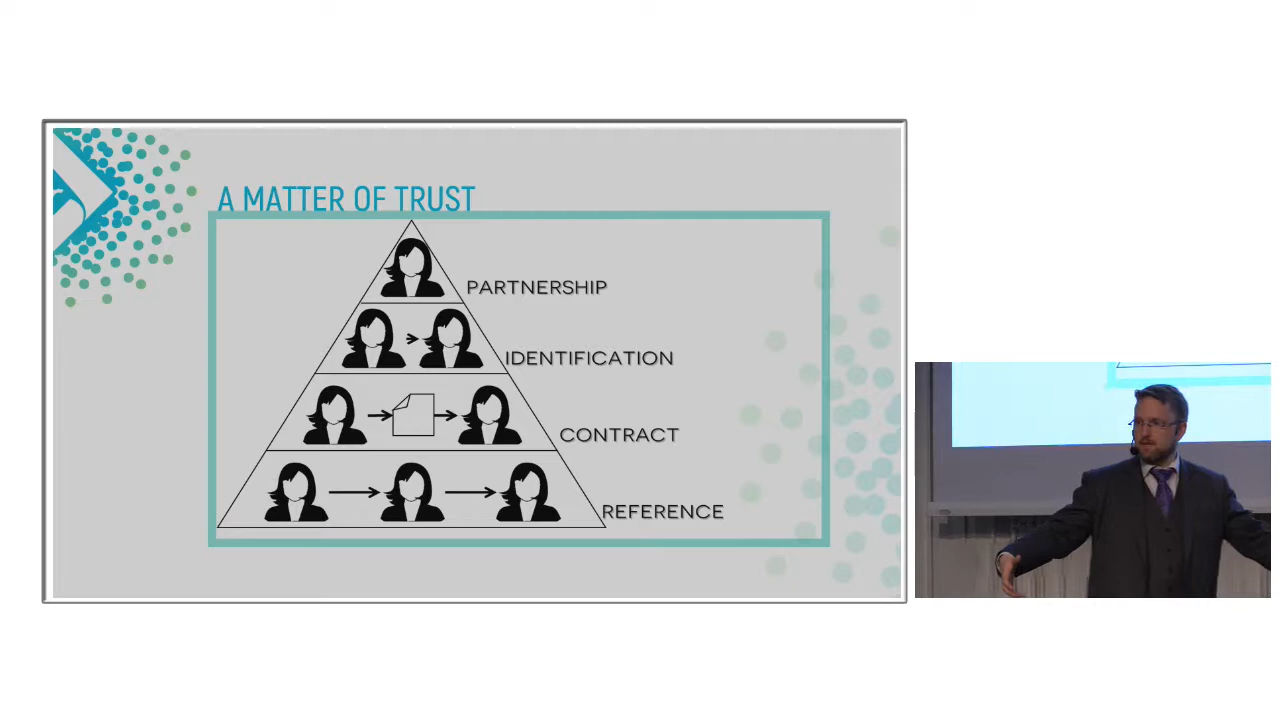 A MATTER OF TRUST
PARTNERSHIP
IDENTIFICATION
CONTRACT
REFERENCE